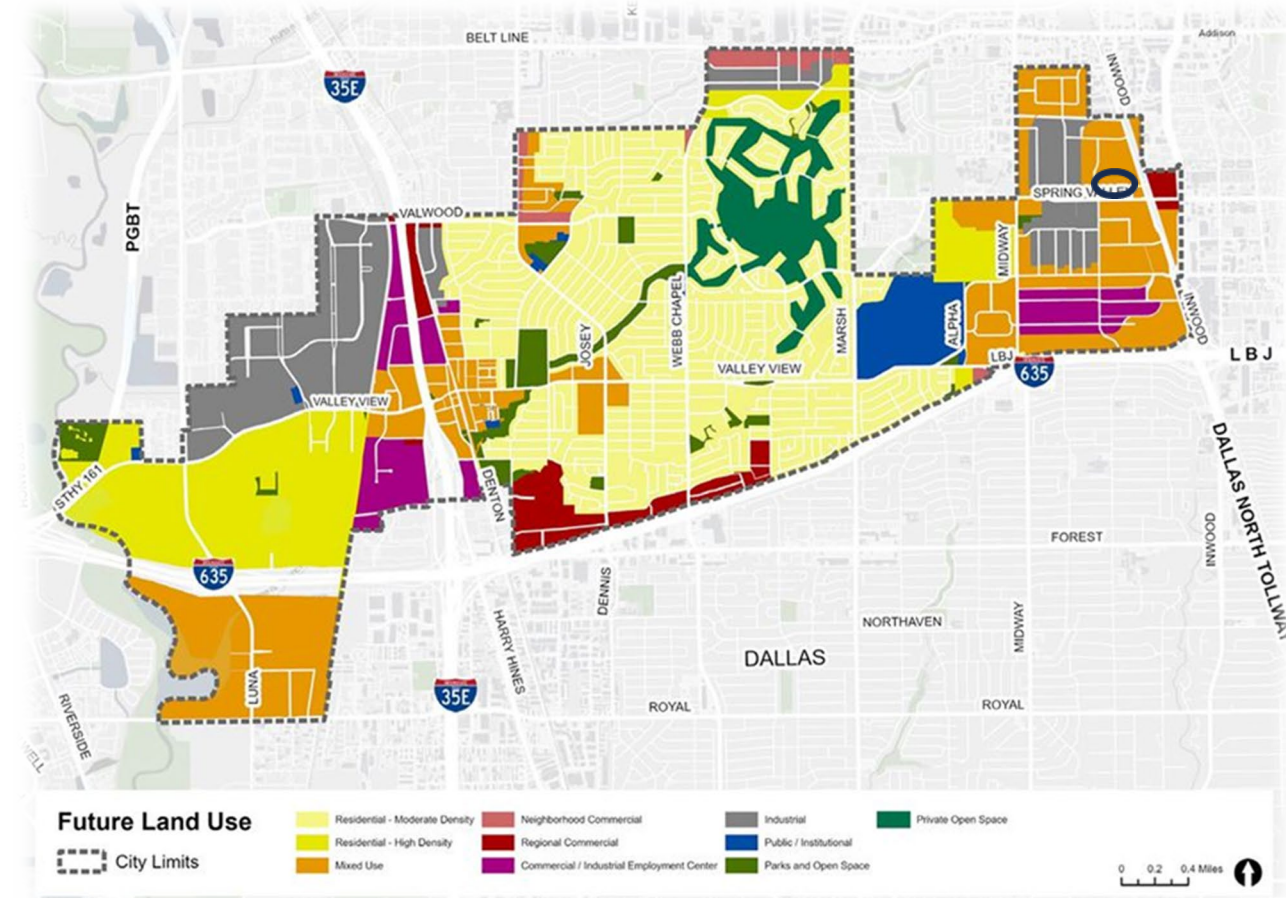 BELT LINE
Addison
INWOOD
35E
PGBT
VALWOOD
SPRING VALLEY
MIDWAY
JOSEY
WEBB CHAPEL
MARSH
ALPHA
INWOOD
LBJ
LBJ
635
VALLEY VIEW
VALLEY VIEW
STHY 161
DENTON
DALLAS NORTH TOLLWAY
INWOOD
FOREST
635
DENNIS
HARRY HINES
NORTHAVEN
MIDWAY
DALLAS
LUNA
35E
ROYAL
ROYAL
RIVERSIDE
Future Land Use
City Limits
Residential - Moderate Density
Residential - High Density
Mixed Use
Neighborhood Commercial
Regional Commercial
Commercial / Industrial Employment Center
Industrial
Public / Institutional
Parks and Open Space
Private Open Space
0 0.2 0.4 Miles